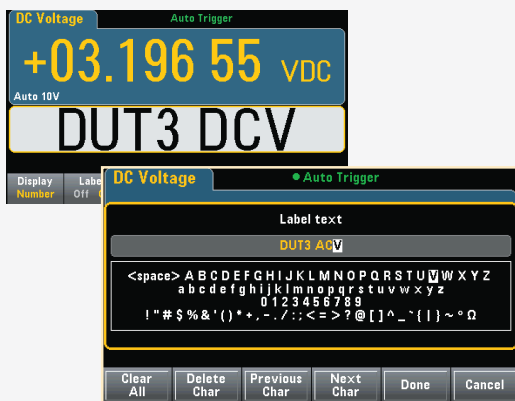 DC Voltage
Auto Trigger
+03.196 55 VDC
Auto 10V
DUT3 DCV
Display
Number
Off
DC Voltage
Auto Trigger
Label text
DUT3 ACV
<space> A B C D E F G H I J K L M N O P Q R S T U V W X Y Z
a b c d e f g h i j k l m n o p q r s t u v w x y z
0 1 2 3 4 5 6 7 8 9
! " # $ % & ' ( ) * + , - . / : ; < = > ? @ [ ] ^ _ ` { | } ~ ° Ω
Clear All
Delete Char
Previous Char
Next Char
Done
Cancel